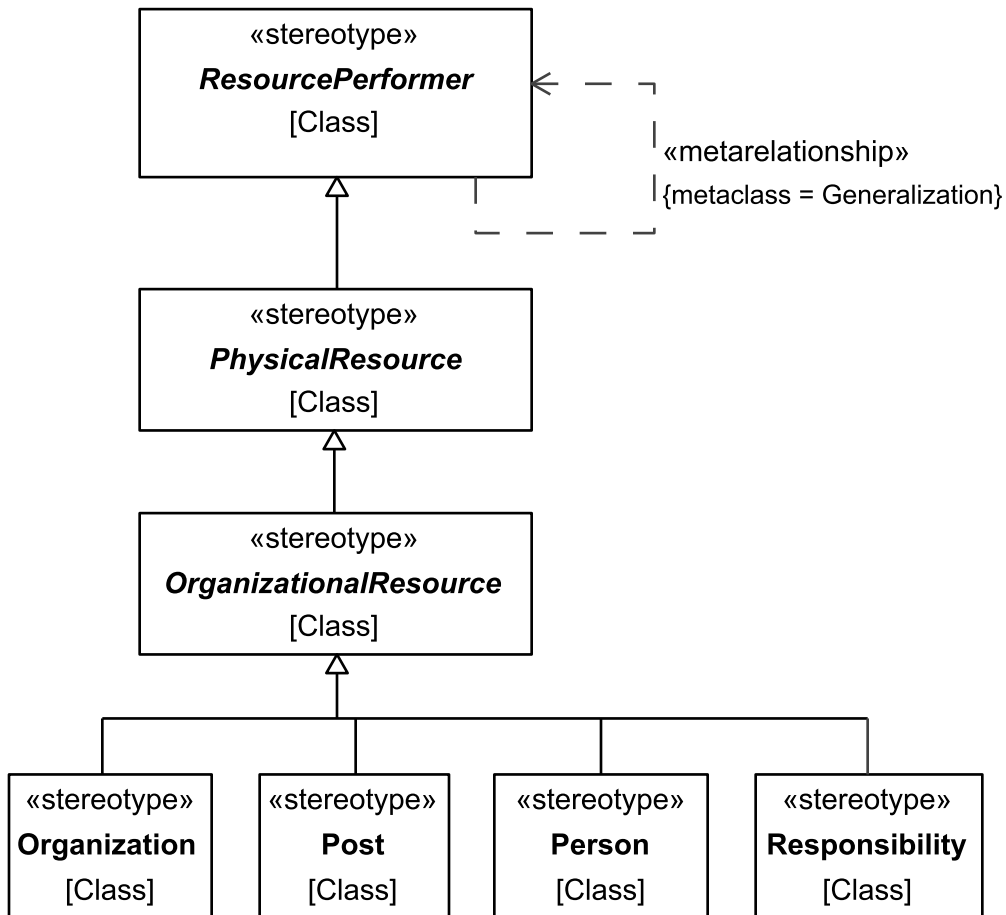 «stereotype»
ResourcePerformer
[Class]
«metarelationship»
{metaclass = Generalization}
«stereotype»
PhysicalResource
[Class]
«stereotype»
OrganizationalResource
[Class]
«stereotype»
Organization
[Class]
«stereotype»
Post
[Class]
«stereotype»
Person
[Class]
«stereotype»
Responsibility
[Class]